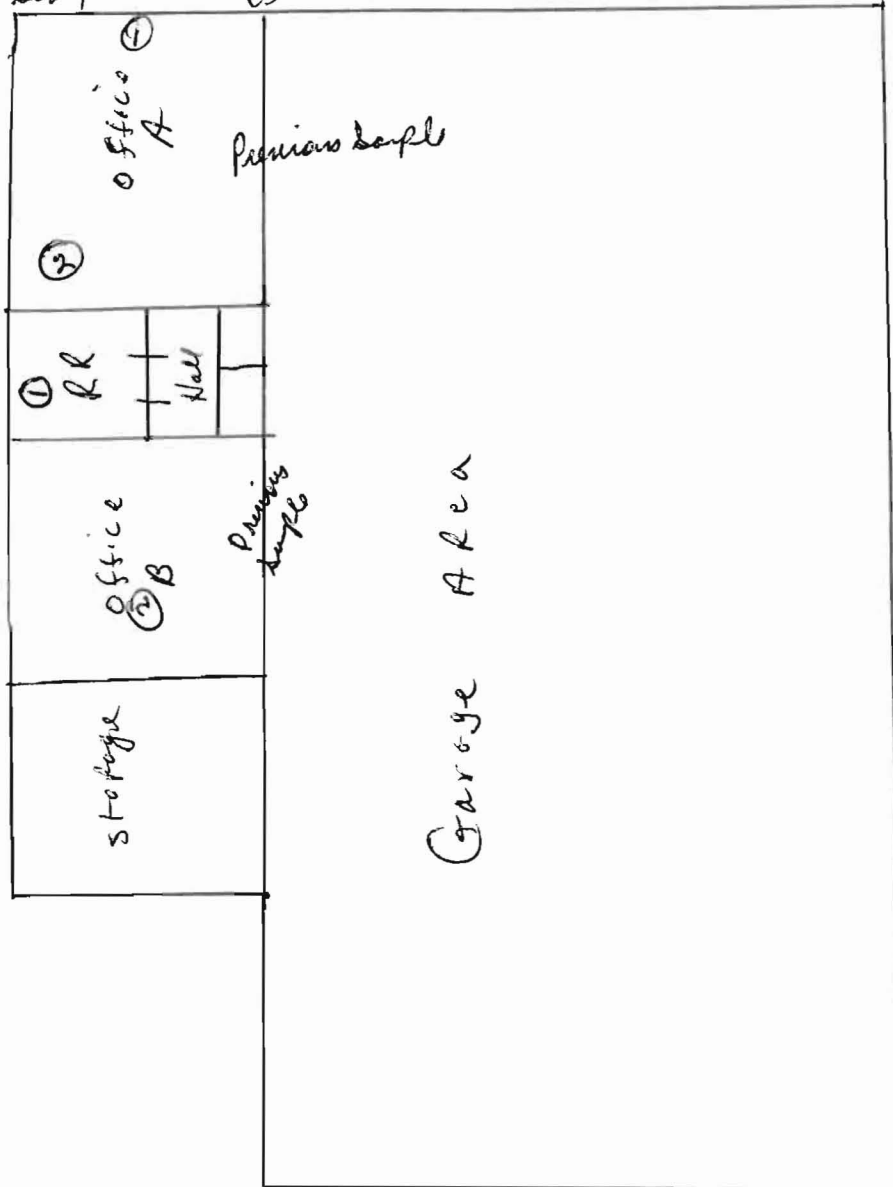 Office
A
①
Previous Sample
②
①
RR
Hall
Office
② B
Previous
Sample
Storage
Garage Area